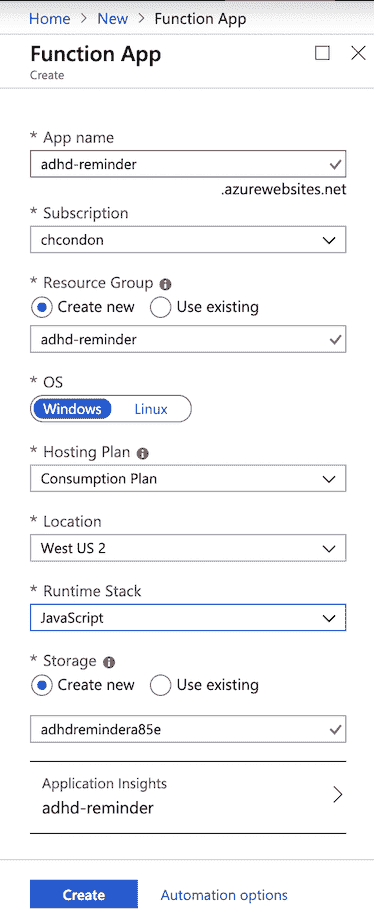 Home > New > Function App
Function App
Create
* App name
adhd-reminder
.azurewebsites.net
* Subscription
chcondon
* Resource Group
Create new Use existing
adhd-reminder
* OS
Windows Linux
* Hosting Plan
Consumption Plan
* Location
West US 2
* Runtime Stack
JavaScript
* Storage
Create new Use existing
adhdremindera85e
Application Insights
adhd-reminder
Create Automation options